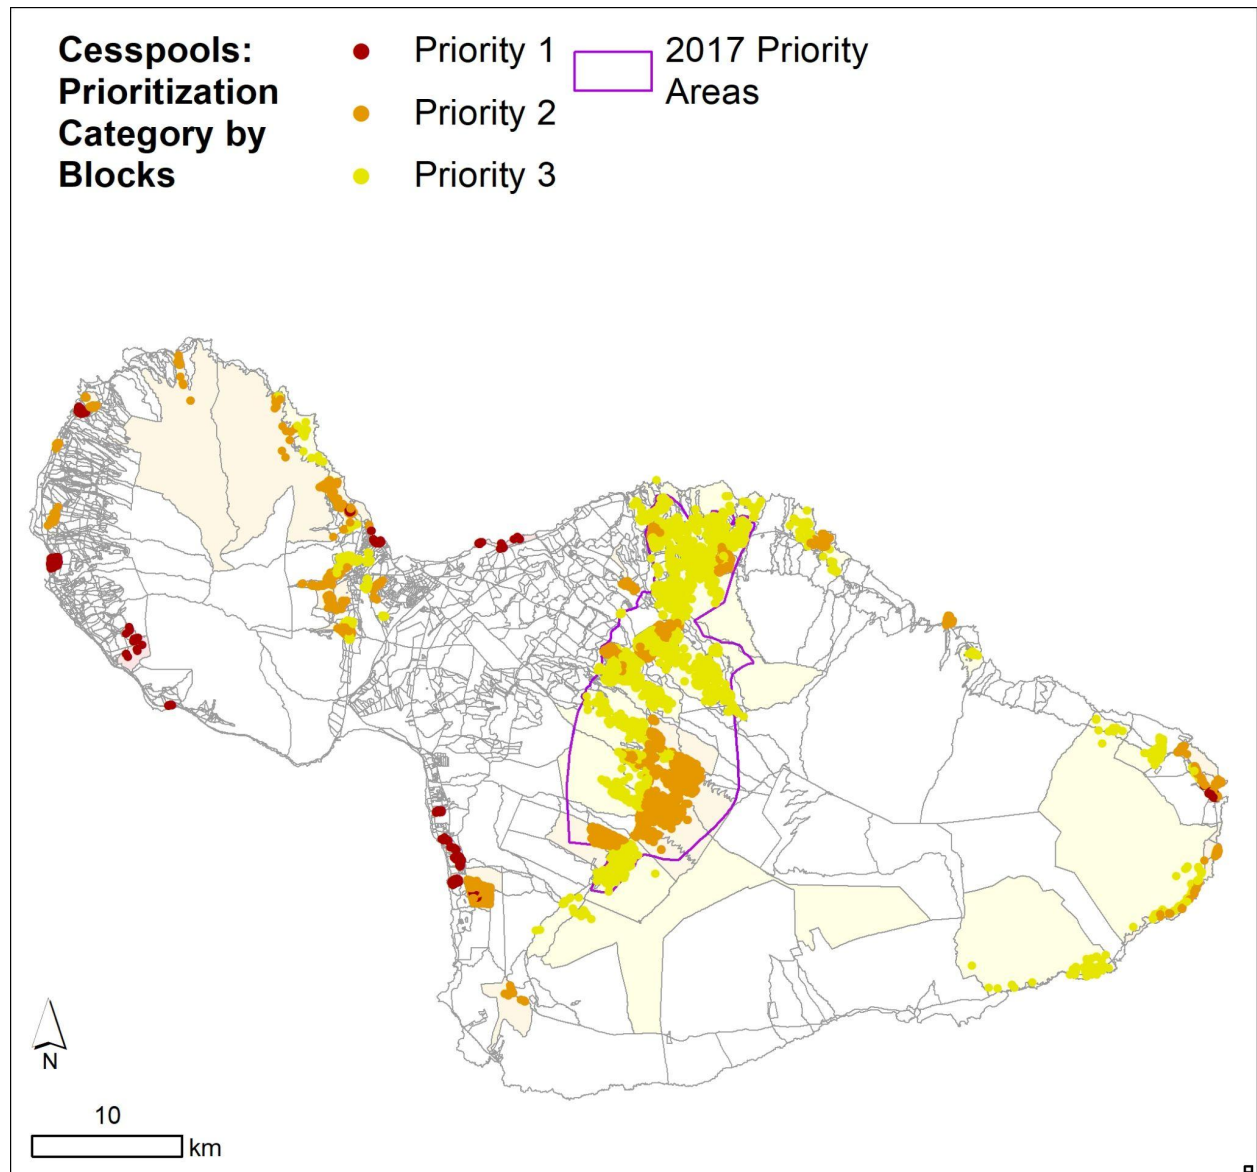 Cesspools:
Prioritization
Category by
Blocks
Priority 1
Priority 2
Priority 3
2017 Priority
Areas
N
10
km